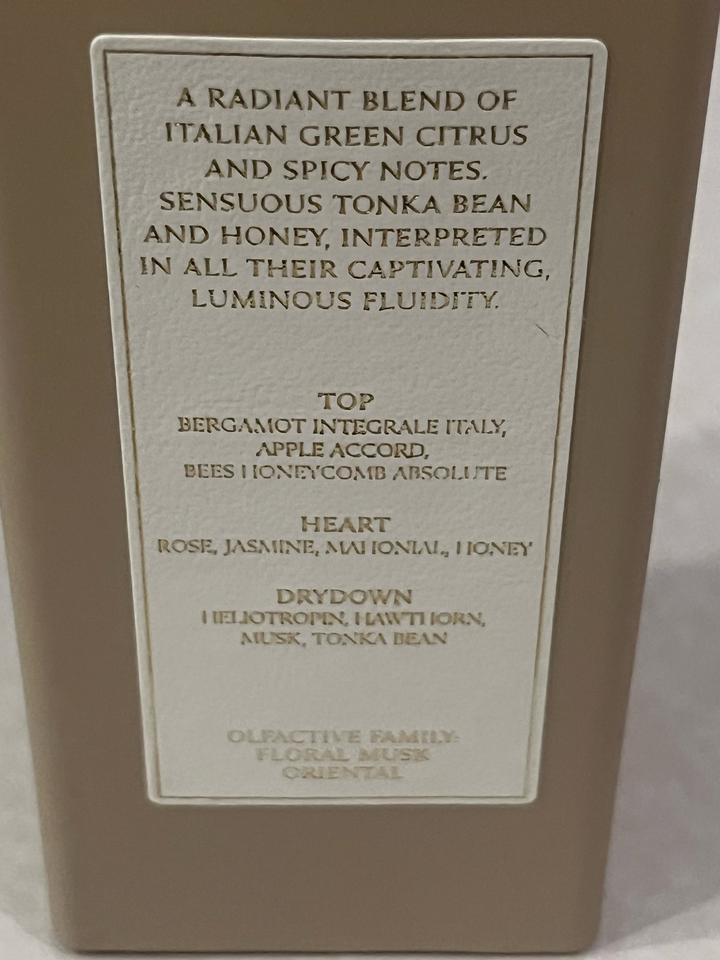 A RADIANT BLEND OF
ITALIAN GREEN CITRUS
AND SPICY NOTES.
SENSUOUS TONKA BEAN
AND HONEY, INTERPRETED
IN ALL THEIR CAPTIVATING,
LUMINOUS FLUIDITY.
TOP
BERGAMOT INTEGRALE ITALY,
APPLE ACCORD,
BEES HONEYCOMB ABSOLUTE
HEART
ROSE, JASMINE, MAHONIAL, HONEY
DRYDOWN
HELIOTROPIN, HAWTHORN,
MUSK, TONKA BEAN
OLFACTIVE FAMILY:
FLORAL MUSK
ORIENTAL